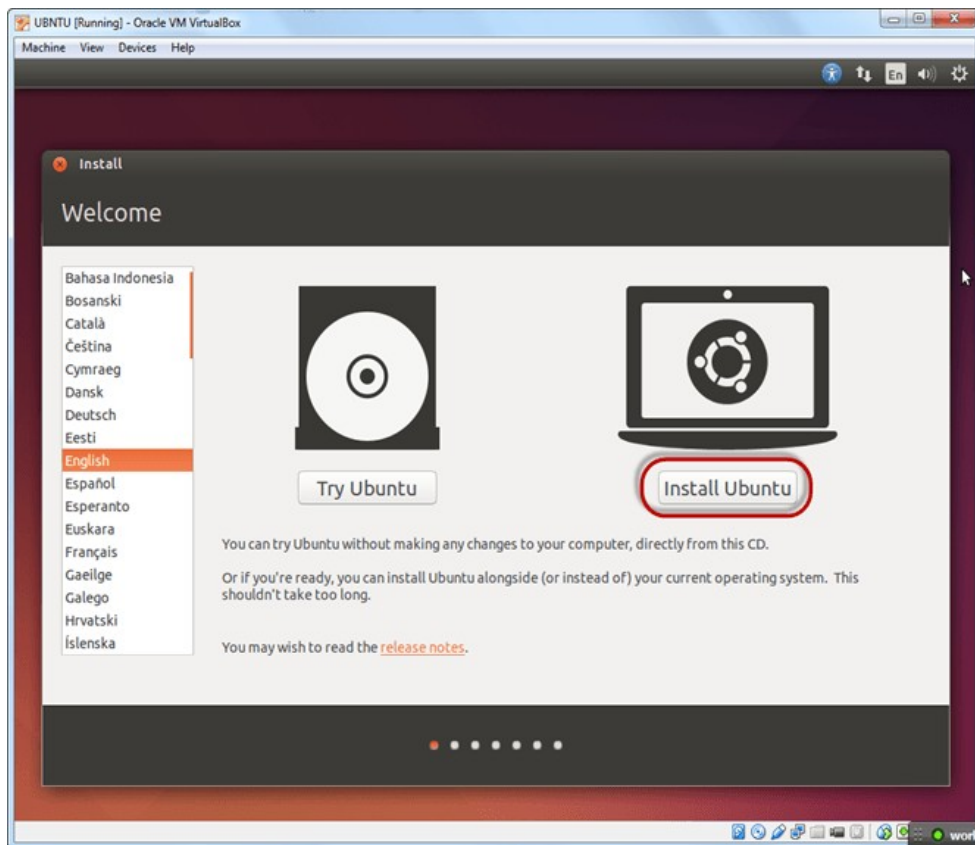 UBNTU [Running] - Oracle VM VirtualBox
Machine View Devices Help
En
Install
Welcome
Bahasa Indonesia
Bosanski
Català
Čeština
Cymraeg
Dansk
Deutsch
Eesti
English
Español
Esperanto
Euskara
Français
Gaeilge
Galego
Hrvatski
Íslenska
Try Ubuntu
Install Ubuntu
You can try Ubuntu without making any changes to your computer, directly from this CD.
Or if you're ready, you can install Ubuntu alongside (or instead of) your current operating system. This
shouldn't take too long.
You may wish to read the release notes.